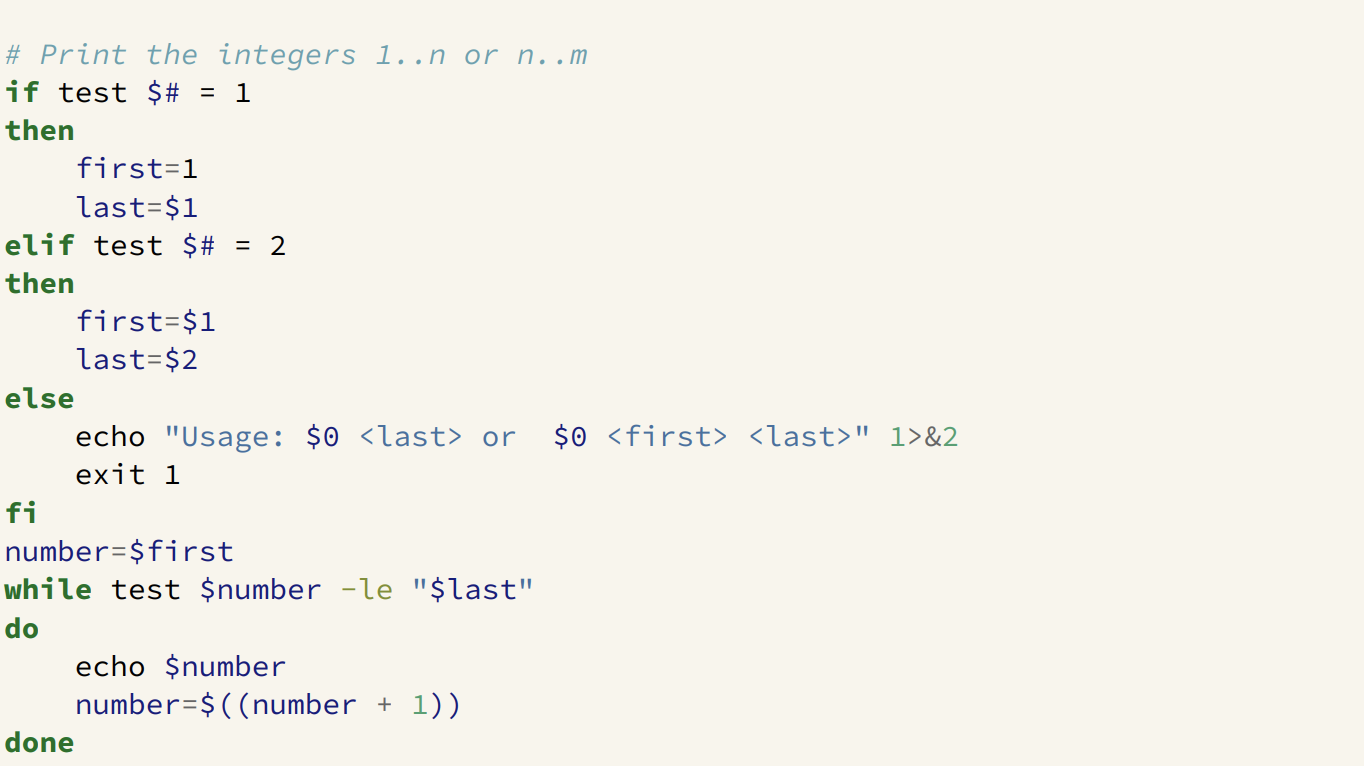 # Print the integers 1..n or n..m
if test $# = 1
then
    first=1
    last=$1
elif test $# = 2
then
    first=$1
    last=$2
else
    echo "Usage: $0 <last> or  $0 <first> <last>" 1>&2
    exit 1
fi
number=$first
while test $number -le "$last"
do
    echo $number
    number=$((number + 1))
done